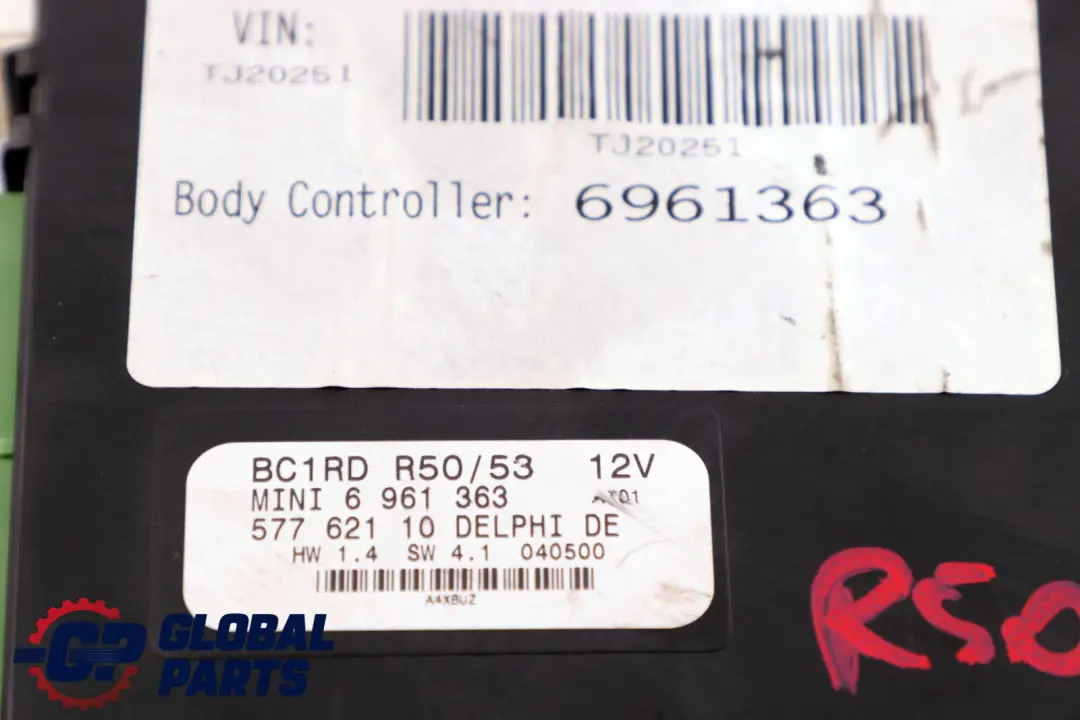 VIN:
TJ20251
TJ20251
Body Controller: 6961363
BC1RD R50/53 12V
MINI 6 961 363
577 621 10 DELPHI DE
HW 1.4 SW 4.1 040500
A4XBUZ
R50
GP GLOBAL
PARTS